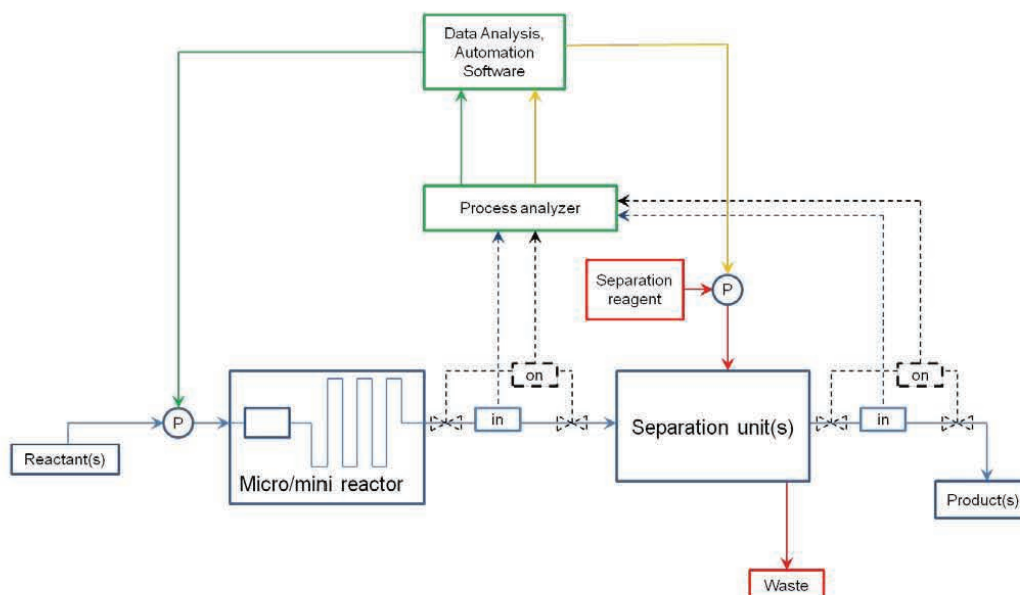 Data Analysis,
Automation
Software
Process analyzer
Separation
reagent
P
on
on
P
in
Separation unit(s)
in
Reactant(s)
Micro/mini reactor
Product(s)
Waste